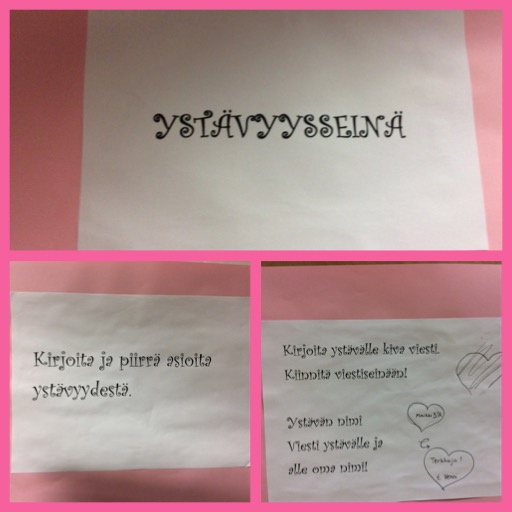 YSTÄVYYSSEINÄ
Kirjoita ja piirrä asioita
ystävyydestä.
Kirjoita ystävälle kiva viesti.
Kiinnitä viestiseinään!
Ystävän nimi
Viesti ystävälle ja
alle oma nimi!
Terkkuja!